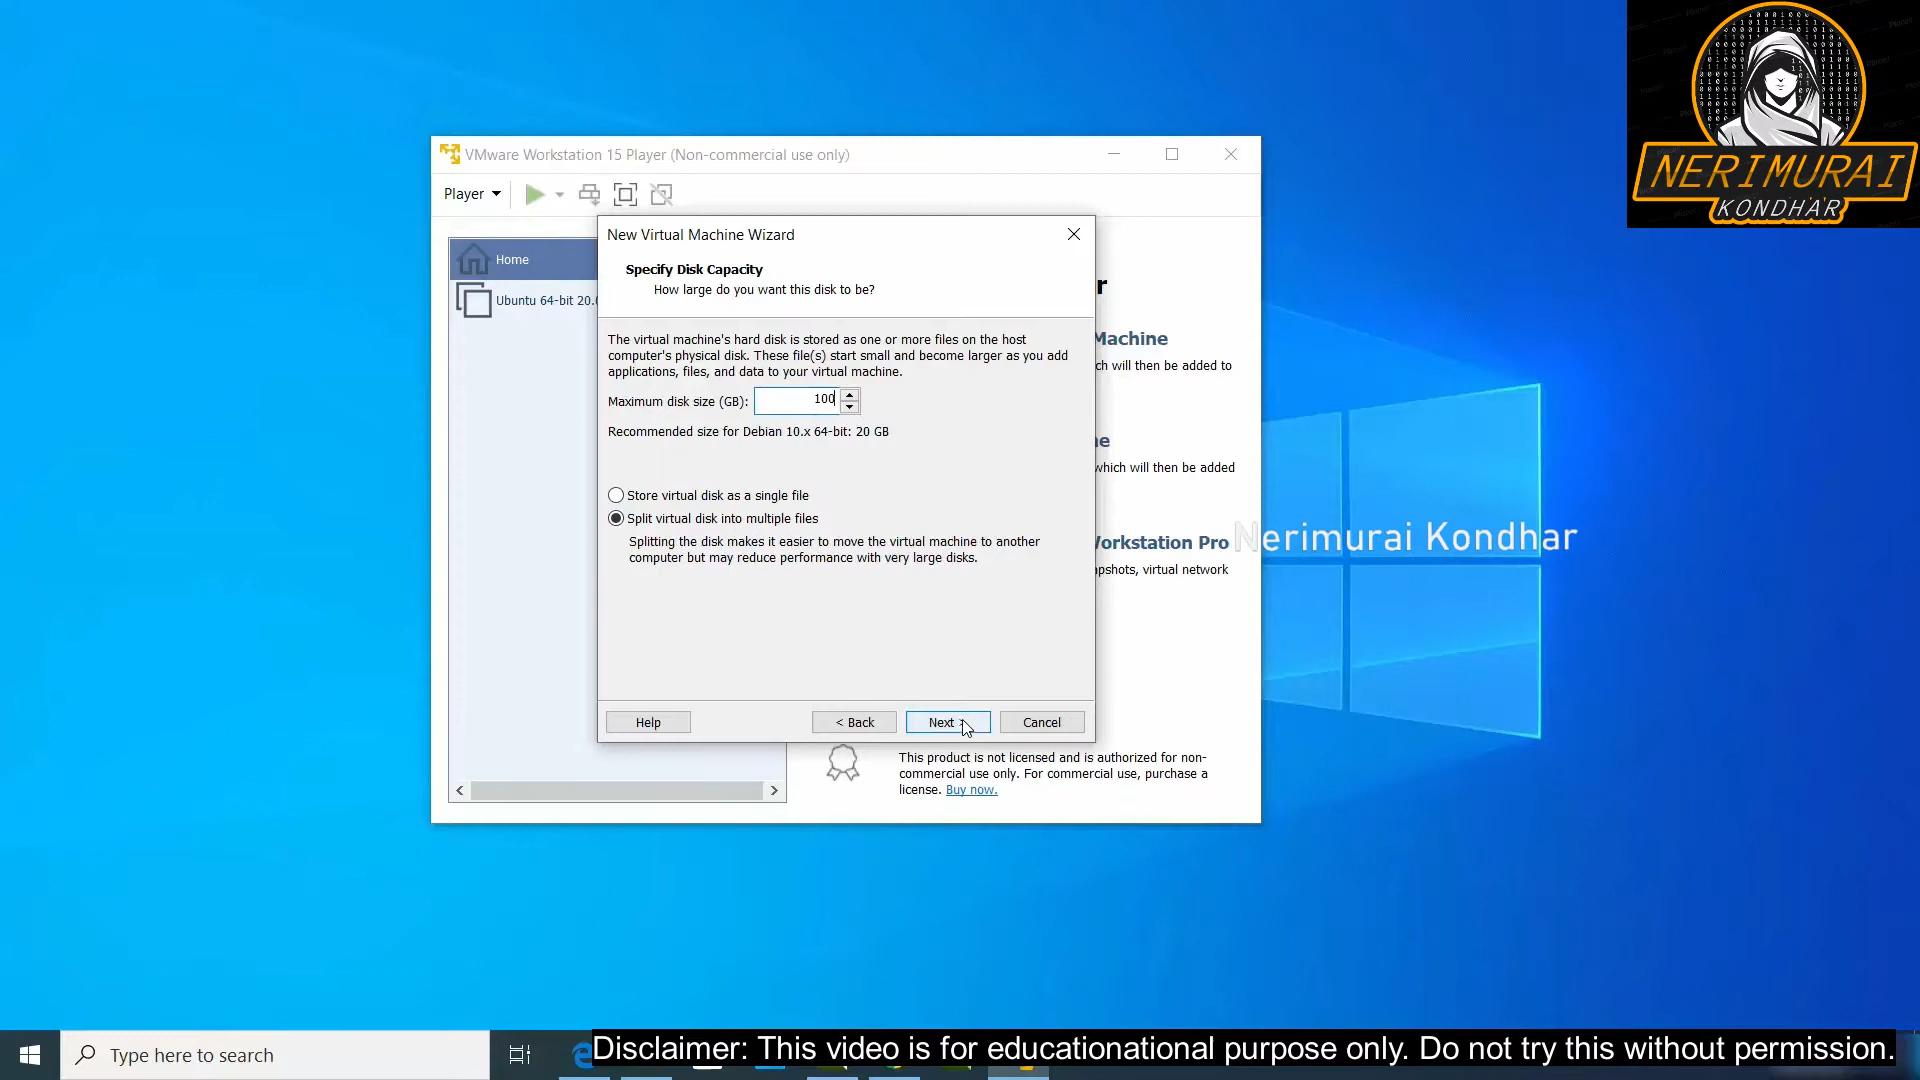 NERIMURAI
KONDHAR
VMware Workstation 15 Player (Non-commercial use only)
Player
New Virtual Machine Wizard
Home
Ubuntu 64-bit 20.
Specify Disk Capacity
How large do you want this disk to be?
r
The virtual machine's hard disk is stored as one or more files on the host
computer's physical disk. These file(s) start small and become larger as you add
applications, files, and data to your virtual machine.
Machine
ch will then be added to
Maximum disk size (GB): 100
Recommended size for Debian 10.x 64-bit: 20 GB
ne
which will then be added
Store virtual disk as a single file
Split virtual disk into multiple files
Splitting the disk makes it easier to move the virtual machine to another
computer but may reduce performance with very large disks.
Workstation Pro
pshots, virtual network
Nerimurai Kondhar
Help
< Back
Next >
Cancel
This product is not licensed and is authorized for non-
commercial use only. For commercial use, purchase a
license. Buy now.
Type here to search
Disclaimer: This video is for educationational purpose only. Do not try this without permission.